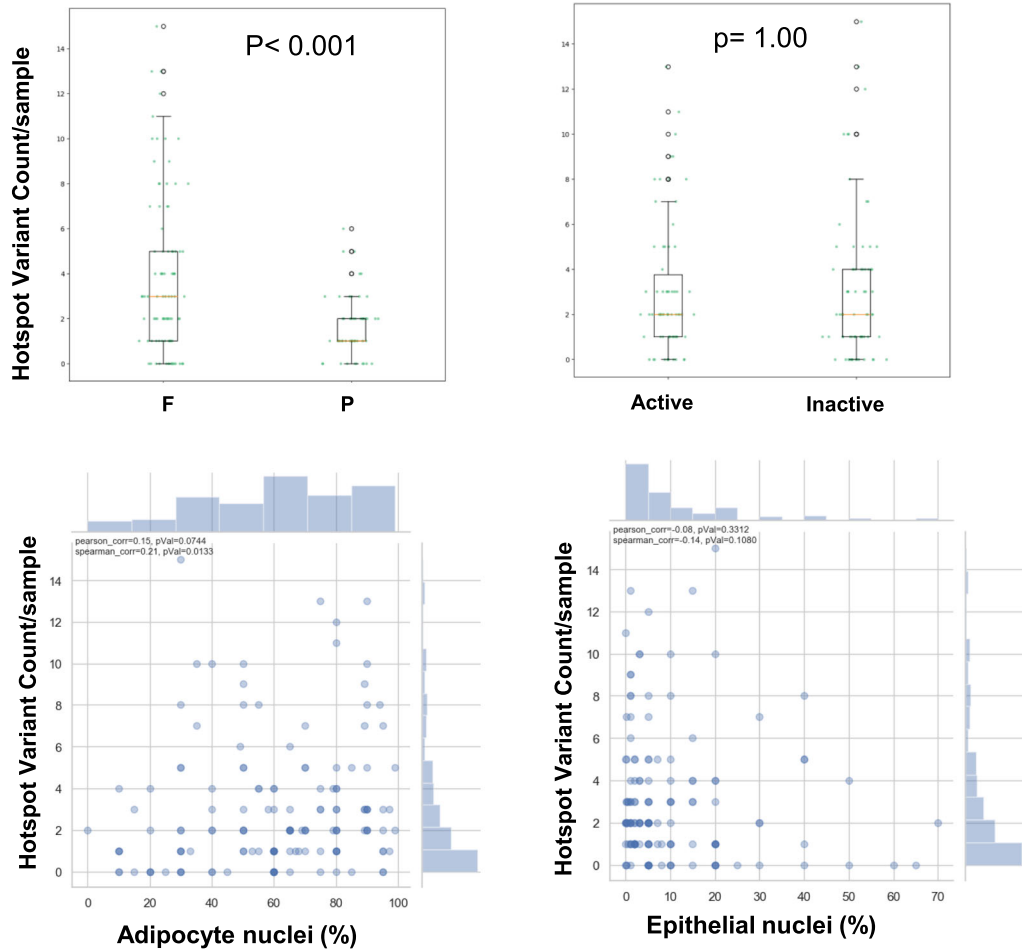 Hotspot Variant Count/sample
14
12
10
8
6
4
2
0
P< 0.001
F
P
14
12
10
8
6
4
2
0
p= 1.00
Active
Inactive
Hotspot Variant Count/sample
pearson_corr=0.15, pVal=0.0744
spearman_corr=0.21, pVal=0.0133
14
12
10
8
6
4
2
0
0 20 40 60 80 100
Adipocyte nuclei (%)
Hotspot Variant Count/sample
pearson_corr=-0.08, pVal=0.3312
spearman_corr=-0.14, pVal=0.1080
14
12
10
8
6
4
2
0
0 10 20 30 40 50 60 70
Epithelial nuclei (%)